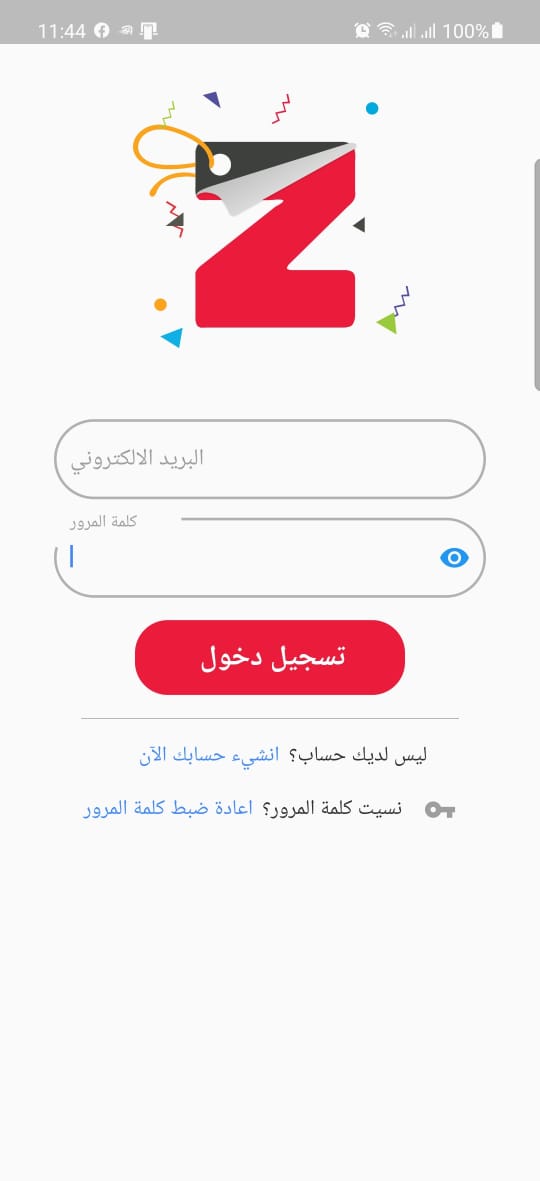 11:44 100%
Z
البريد الالكتروني
كلمة المرور
تسجيل دخول
ليس لديك حساب؟ انشيء حسابك الآن
نسيت كلمة المرور؟ اعادة ضبط كلمة المرور